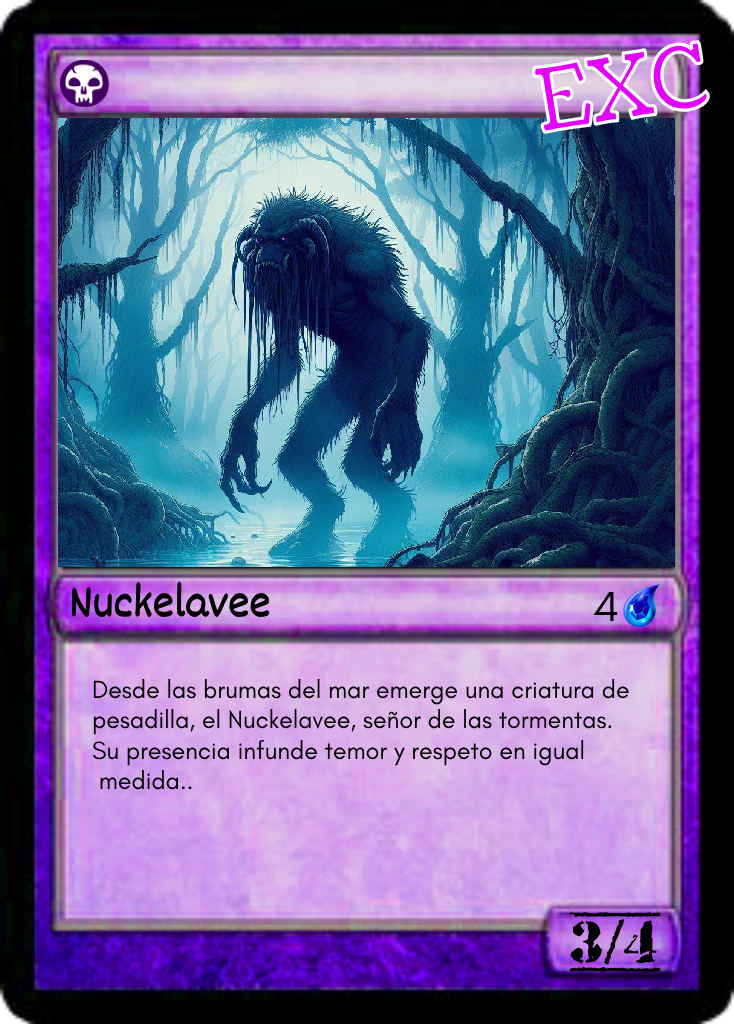 EXC
Nuckelavee
4
Desde las brumas del mar emerge una criatura de
pesadilla, el Nuckelavee, señor de las tormentas.
Su presencia infunde temor y respeto en igual
medida..
3/4